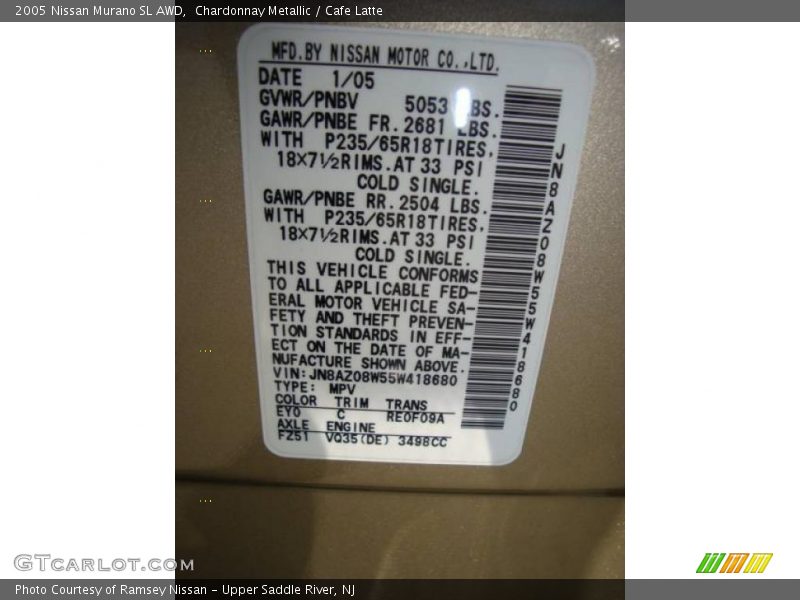 2005 Nissan Murano SL AWD,  Chardonnay Metallic / Cafe Latte
MFD.BY NISSAN MOTOR CO.,LTD.
DATE 1/05
GVWR/PNBV 5053 LBS.
GAWR/PNBE FR. 2681 LBS.
WITH P235/65R18TIRES,
18×7½RIMS.AT 33 PSI
COLD SINGLE.
GAWR/PNBE RR. 2504 LBS.
WITH P235/65R18TIRES,
18×7½RIMS.AT 33 PSI
COLD SINGLE.
THIS VEHICLE CONFORMS
TO ALL APPLICABLE FED-
ERAL MOTOR VEHICLE SA-
FETY AND THEFT PREVEN-
TION STANDARDS IN EFF-
ECT ON THE DATE OF MA-
NUFACTURE SHOWN ABOVE.
VIN:JN8AZ08W55W418680
TYPE: MPV
COLOR TRIM TRANS
EY0 C RE0F09A
AXLE ENGINE
FZ51 VQ35(DE) 3498CC
JN8AZ08W55W418680
GTCARLOT.COM
Photo Courtesy of Ramsey Nissan - Upper Saddle River, NJ